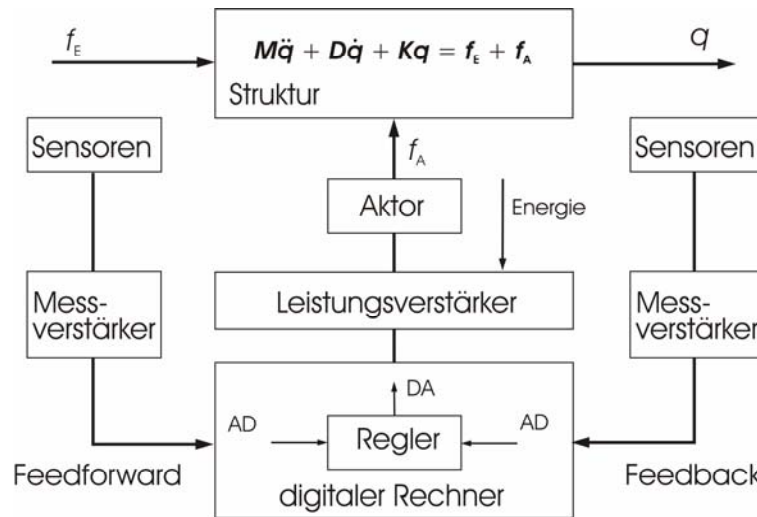 f_E
Mq̈ + Dq̇ + Kq = f_E + f_A
q
Struktur
Sensoren
f_A
Sensoren
Aktor
Energie
Mess-
verstärker
Leistungsverstärker
Mess-
verstärker
DA
AD
Regler
AD
Feedforward
digitaler Rechner
Feedback